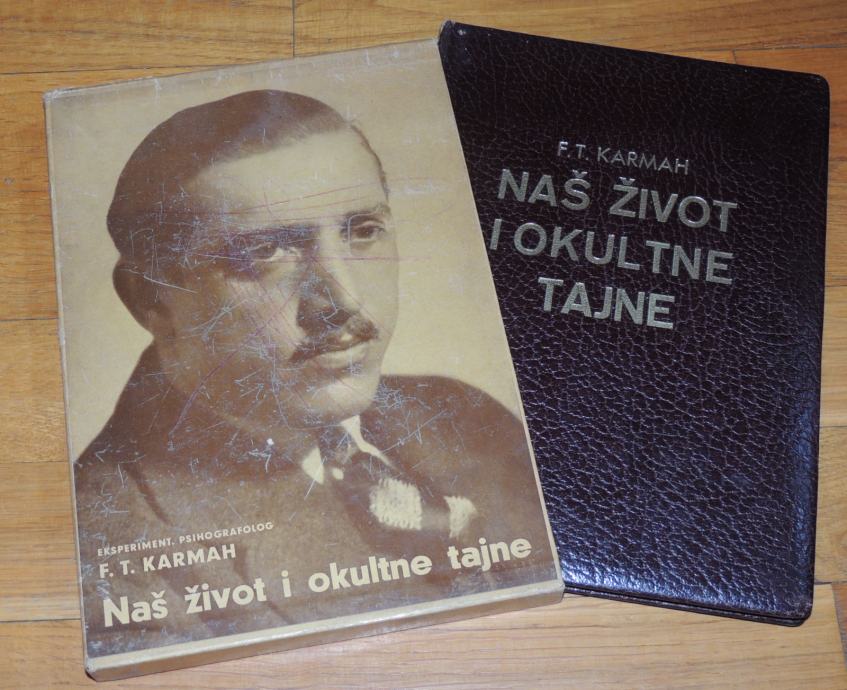 EKSPERIMENT. PSIHOGRAFOLOG
F. T. KARMAH
Naš život i okultne tajne
F.T. KARMAH
NAŠ ŽIVOT
I OKULTNE
TAJNE